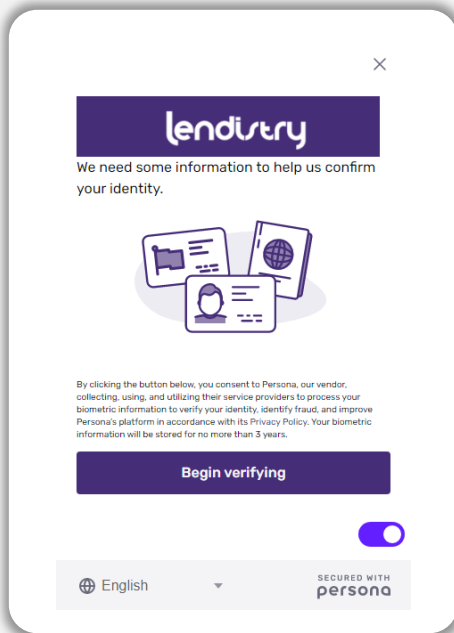 lendistry
We need some information to help us confirm
your identity.
By clicking the button below, you consent to Persona, our vendor,
collecting, using, and utilizing their service providers to process your
biometric information to verify your identity, identify fraud, and improve
Persona's platform in accordance with its Privacy Policy. Your biometric
information will be stored for no more than 3 years.
Begin verifying
English
SECURED WITH
persona